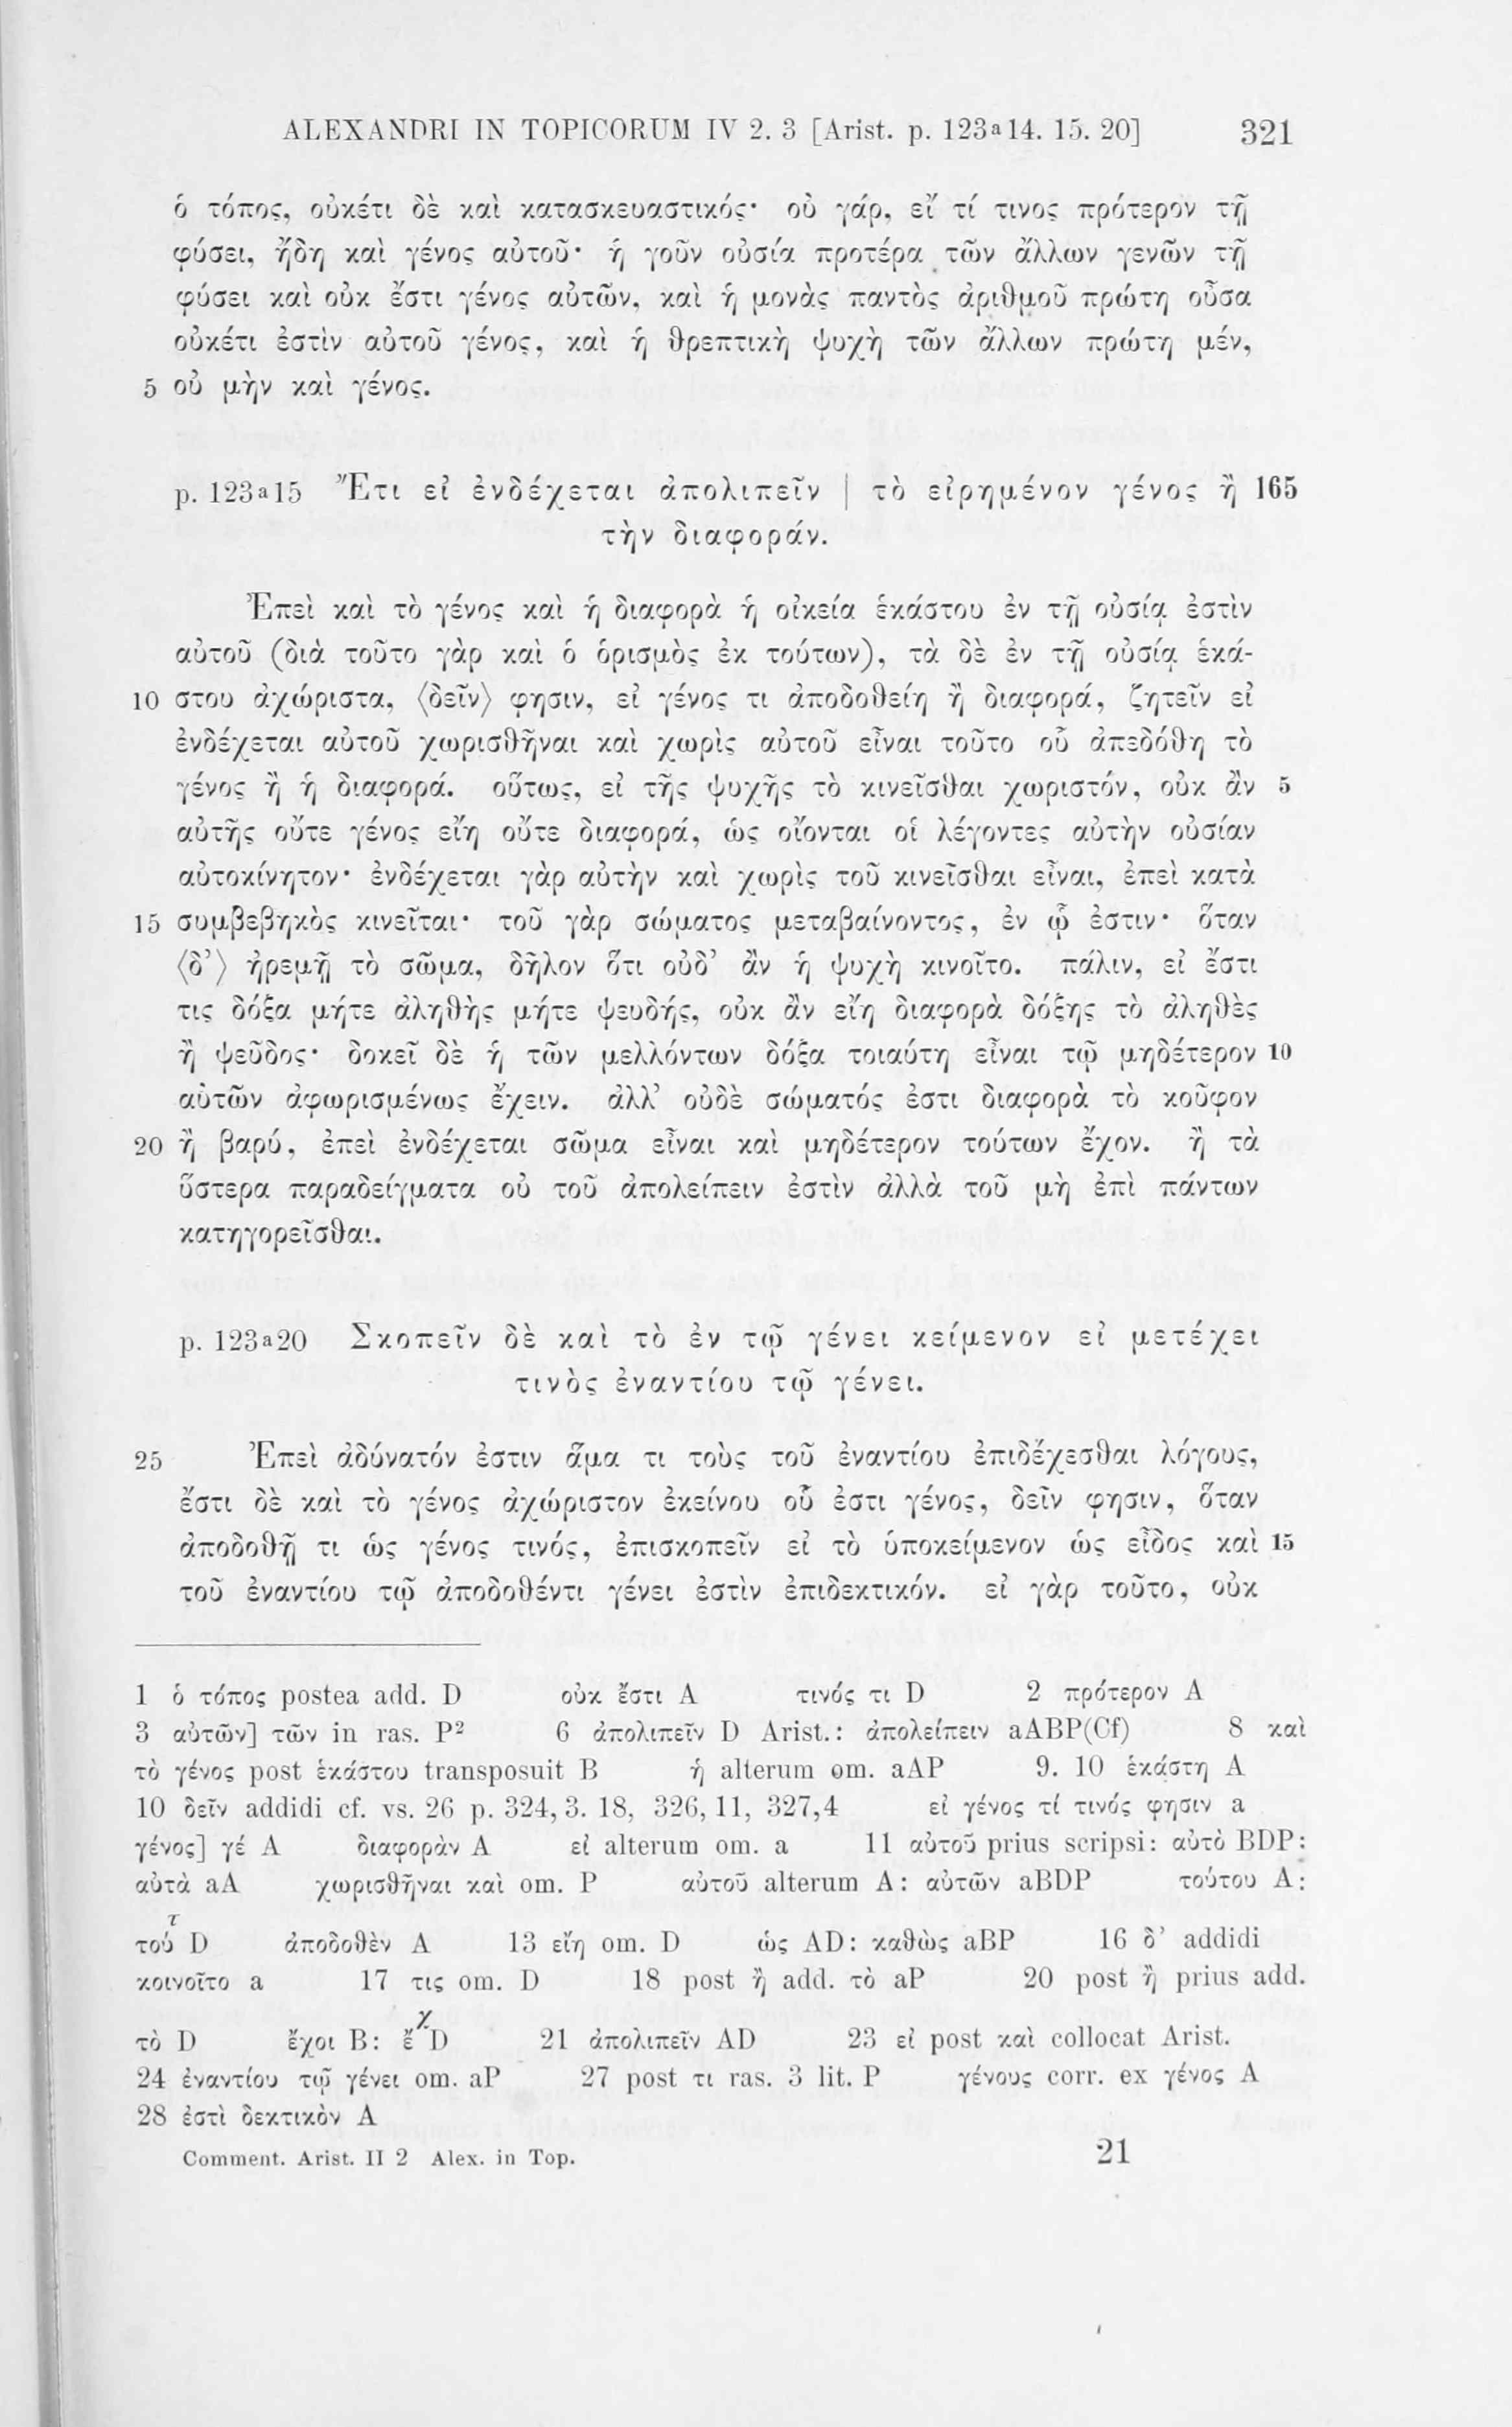 ALEXANDRI IN TOPICORUM IV 2. 3 [Arist. p. 123a14. 15. 20] 321
ὁ τόπος, οὐκέτι δὲ καὶ κατασκευαστικός· οὐ γάρ, εἴ τί τινος πρότερον τῇ
φύσει, ἤδη καὶ γένος αὐτοῦ· ἡ γοῦν οὐσία προτέρα τῶν ἄλλων γενῶν τῇ
φύσει καὶ οὐκ ἔστι γένος αὐτῶν, καὶ ἡ μονὰς παντὸς ἀριθμοῦ πρώτη οὖσα
οὐκέτι ἐστὶν αὐτοῦ γένος, καὶ ἡ θρεπτικὴ ψυχὴ τῶν ἄλλων πρώτη μέν,
5 οὐ μὴν καὶ γένος.
p. 123a15 Ἔτι εἰ ἐνδέχεται ἀπολιπεῖν | τὸ εἰρημένον γένος ἢ 165
τὴν διαφοράν.
Ἐπεὶ καὶ τὸ γένος καὶ ἡ διαφορὰ ἡ οἰκεία ἑκάστου ἐν τῇ οὐσίᾳ ἐστὶν
αὐτοῦ (διὰ τοῦτο γὰρ καὶ ὁ ὁρισμὸς ἐκ τούτων), τὰ δὲ ἐν τῇ οὐσίᾳ ἑκά-
10 στου ἀχώριστα, ⟨δεῖν⟩ φησιν, εἰ γένος τι ἀποδοθείη ἢ διαφορά, ζητεῖν εἰ
ἐνδέχεται αὐτοῦ χωρισθῆναι καὶ χωρὶς αὐτοῦ εἶναι τοῦτο οὗ ἀπεδόθη τὸ
γένος ἢ ἡ διαφορά. οὕτως, εἰ τῆς ψυχῆς τὸ κινεῖσθαι χωριστόν, οὐκ ἂν 5
αὐτῆς οὔτε γένος εἴη οὔτε διαφορά, ὡς οἴονται οἱ λέγοντες αὐτὴν οὐσίαν
αὐτοκίνητον· ἐνδέχεται γὰρ αὐτὴν καὶ χωρὶς τοῦ κινεῖσθαι εἶναι, ἐπεὶ κατὰ
15 συμβεβηκὸς κινεῖται· τοῦ γὰρ σώματος μεταβαίνοντος, ἐν ᾧ ἐστιν· ὅταν
⟨δ’⟩ ἠρεμῇ τὸ σῶμα, δῆλον ὅτι οὐδ’ ἂν ἡ ψυχὴ κινοῖτο. πάλιν, εἰ ἔστι
τις δόξα μήτε ἀληθὴς μήτε ψευδής, οὐκ ἂν εἴη διαφορὰ δόξης τὸ ἀληθὲς
ἢ ψεῦδος· δοκεῖ δὲ ἡ τῶν μελλόντων δόξα τοιαύτη εἶναι τῷ μηδέτερον 10
αὐτῶν ἀφωρισμένως ἔχειν. ἀλλ’ οὐδὲ σώματός ἐστι διαφορὰ τὸ κοῦφον
20 ἢ βαρύ, ἐπεὶ ἐνδέχεται σῶμα εἶναι καὶ μηδέτερον τούτων ἔχον. ἢ τὰ
ὕστερα παραδείγματα οὐ τοῦ ἀπολείπειν ἐστὶν ἀλλὰ τοῦ μὴ ἐπὶ πάντων
κατηγορεῖσθαι.
p. 123a20 Σκοπεῖν δὲ καὶ τὸ ἐν τῷ γένει κείμενον εἰ μετέχει
τινὸς ἐναντίου τῷ γένει.
25 Ἐπεὶ ἀδύνατόν ἐστιν ἅμα τι τοὺς τοῦ ἐναντίου ἐπιδέχεσθαι λόγους,
ἔστι δὲ καὶ τὸ γένος ἀχώριστον ἐκείνου οὗ ἐστι γένος, δεῖν φησιν, ὅταν
ἀποδοθῇ τι ὡς γένος τινός, ἐπισκοπεῖν εἰ τὸ ὑποκείμενον ὡς εἶδος καὶ 15
τοῦ ἐναντίου τῷ ἀποδοθέντι γένει ἐστὶν ἐπιδεκτικόν. εἰ γὰρ τοῦτο, οὐκ
1 ὁ τόπος postea add. D οὐκ ἔστι A τινός τι D 2 πρότερον A
3 αὐτῶν] τῶν in ras. P² 6 ἀπολιπεῖν D Arist.: ἀπολείπειν aABP(Cf) 8 καὶ
τὸ γένος post ἑκάστου transposuit B ἡ alterum om. aAP 9. 10 ἑκάστη A
10 δεῖν addidi cf. vs. 26 p. 324,3. 18, 326,11, 327,4 εἰ γένος τί τινός φησιν a
γένος] γέ A διαφορὰν A εἰ alterum om. a 11 αὐτοῦ prius scripsi: αὐτὸ BDP:
αὐτὰ aA χωρισθῆναι καὶ om. P αὐτοῦ alterum A: αὐτῶν aBDP τούτου A:
τ
τού D ἀποδοθὲν A 13 εἴη om. D ὡς AD: καθὼς aBP 16 δ’ addidi
κοινοῖτο a 17 τις om. D 18 post ἢ add. τὸ aP 20 post ἢ prius add.
χ
τὸ D ἔχοι B: ἔ D 21 ἀπολιπεῖν AD 23 εἰ post καὶ collocat Arist.
24 ἐναντίου τῷ γένει om. aP 27 post τι ras. 3 lit. P γένους corr. ex γένος A
28 ἐστὶ δεκτικὸν A
Comment. Arist. II 2 Alex. in Top. 21